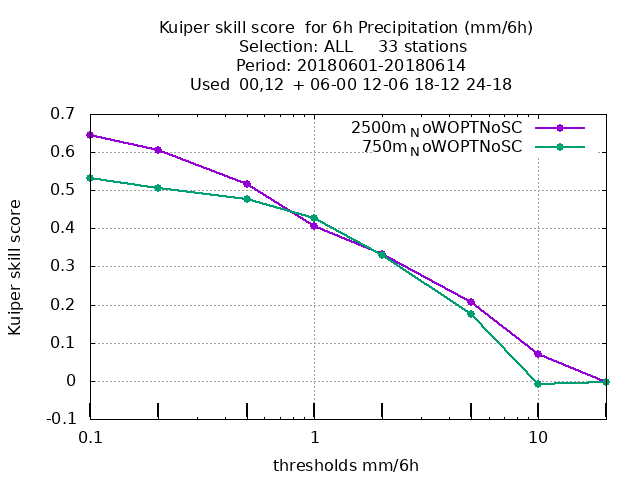 Kuiper skill score  for 6h Precipitation (mm/6h)
Selection: ALL     33 stations
Period: 20180601-20180614
Used  00,12  + 06-00 12-06 18-12 24-18
2500m_NoWOPTNoSC
750m_NoWOPTNoSC
Kuiper skill score
0.7
0.6
0.5
0.4
0.3
0.2
0.1
0
-0.1
0.1
1
10
thresholds mm/6h